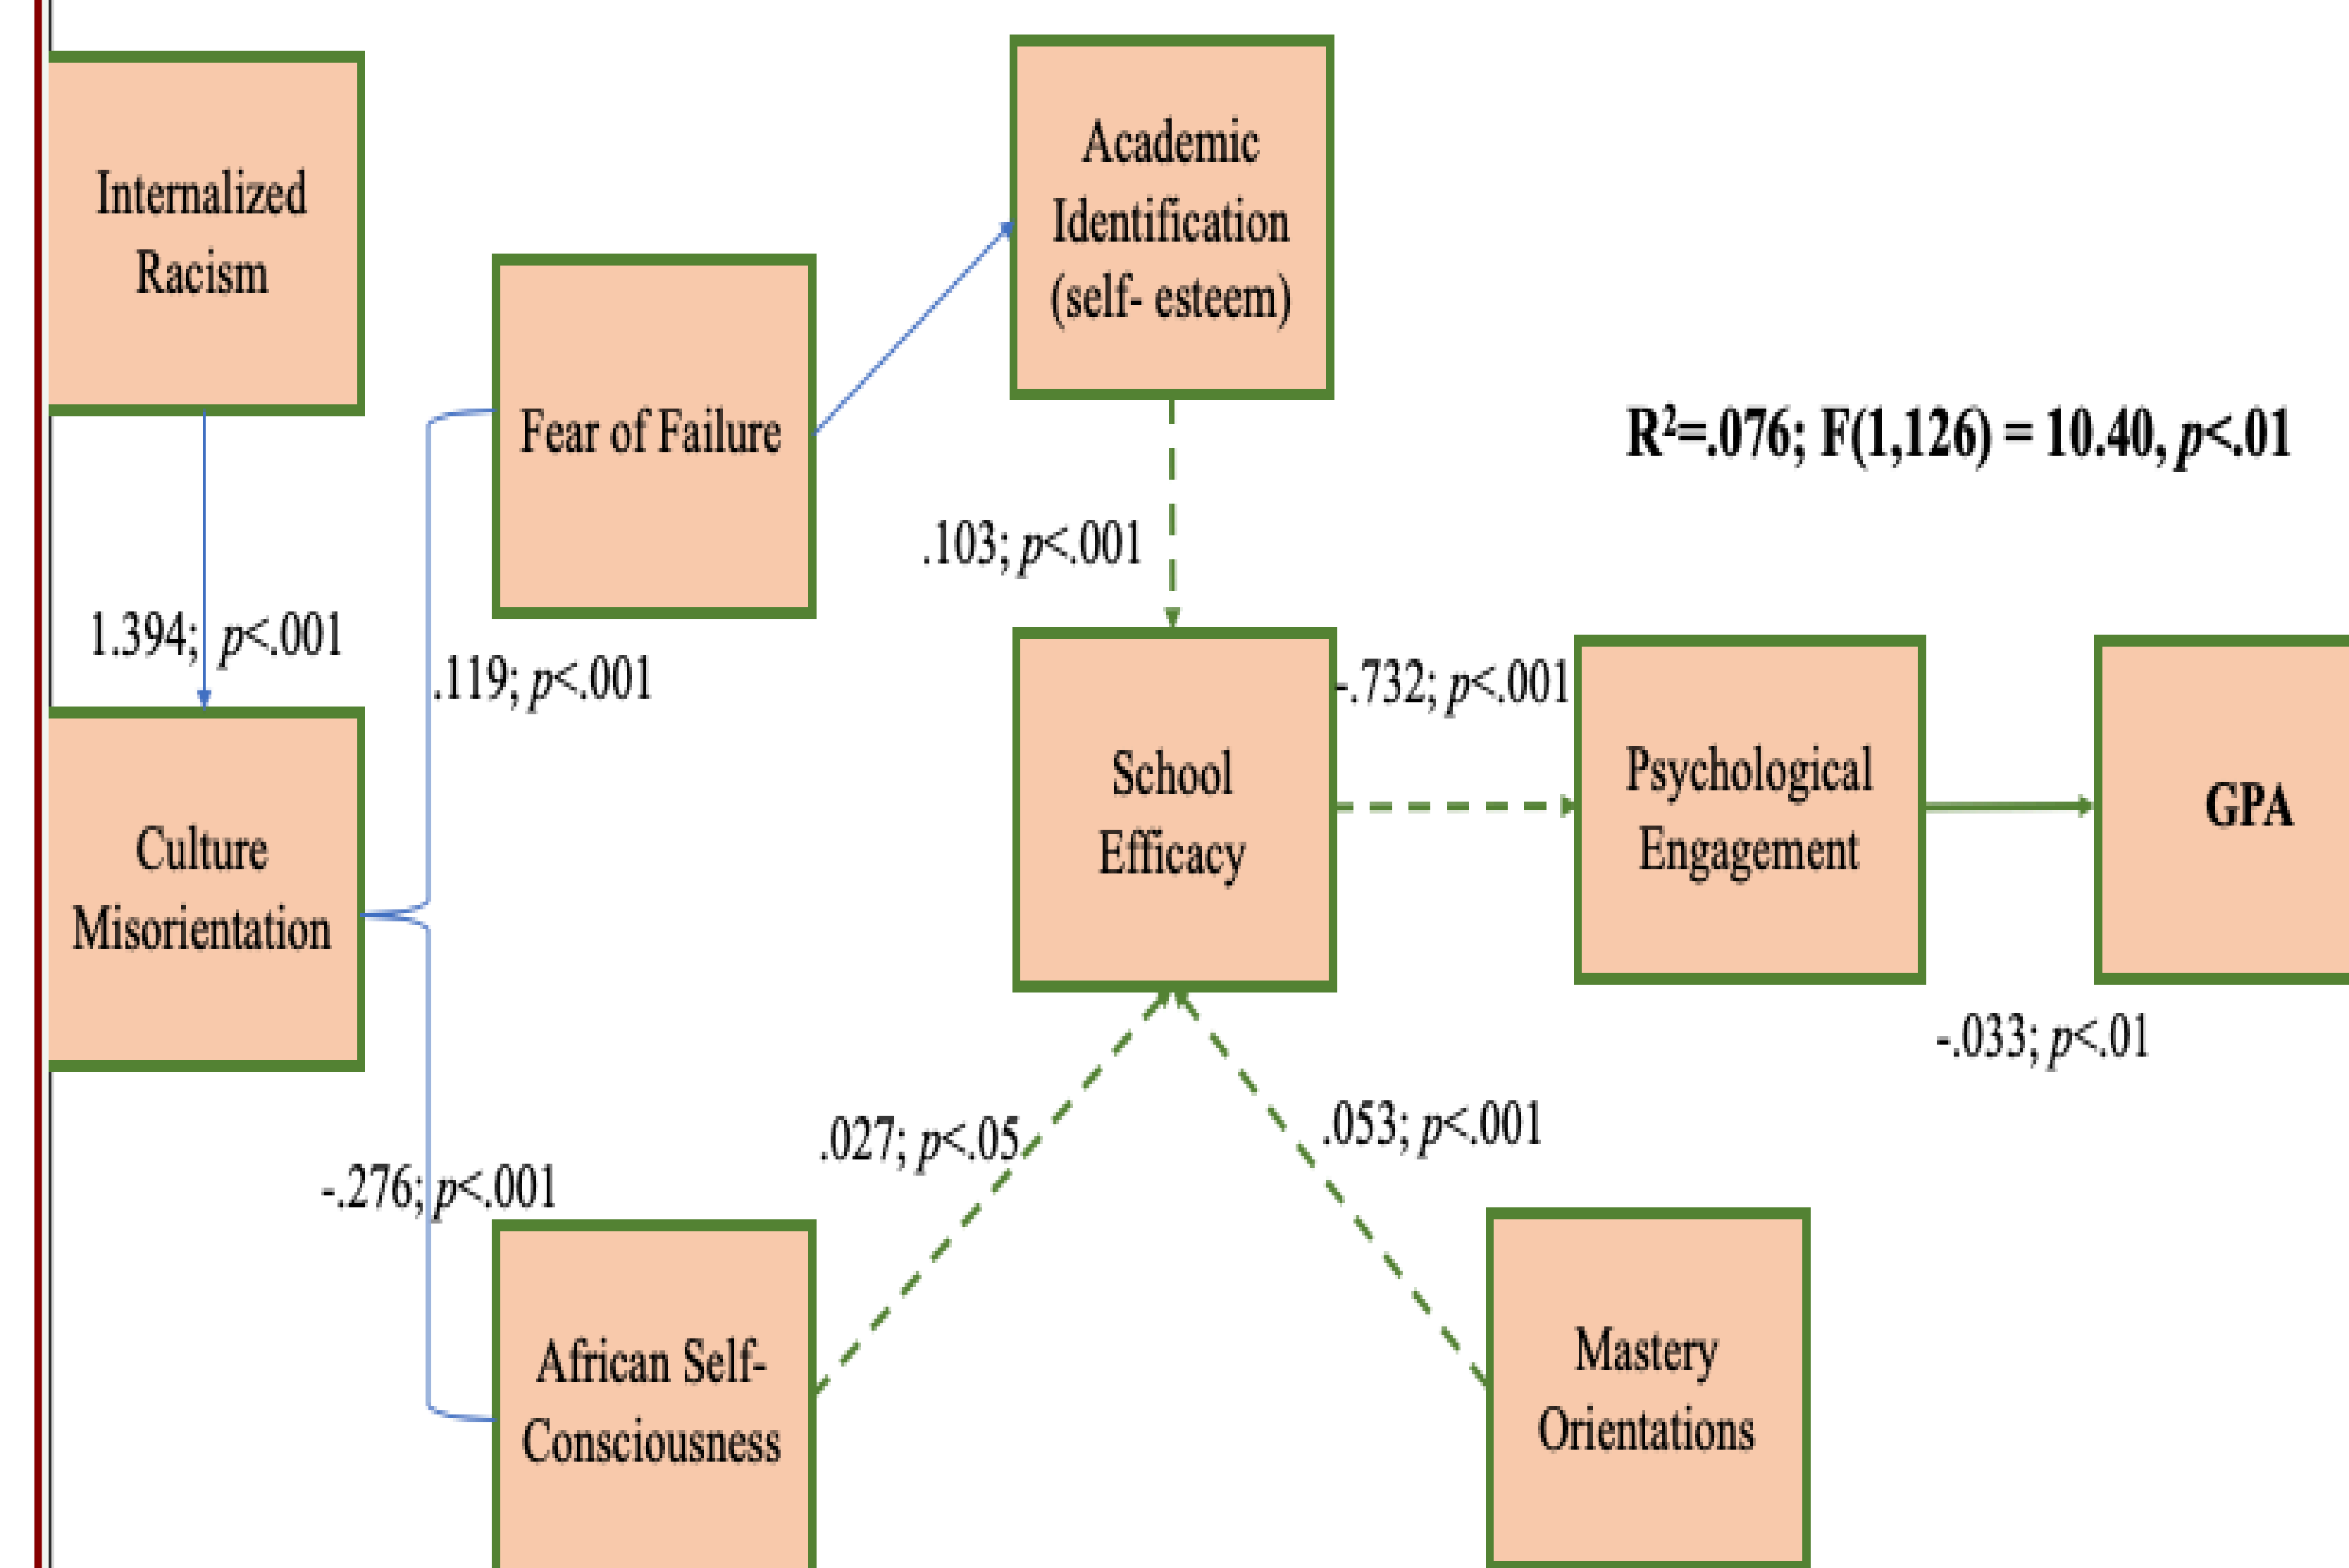 Internalized
Racism
Academic
Identification
(self- esteem)
Fear of Failure
R²=.076; F(1,126) = 10.40, p<.01
.103; p<.001
1.394; p<.001
.119; p<.001
-.732; p<.001
Culture
Misorientation
School
Efficacy
Psychological
Engagement
GPA
-.033; p<.01
-.276; p<.001
.027; p<.05
.053; p<.001
African Self-
Consciousness
Mastery
Orientations